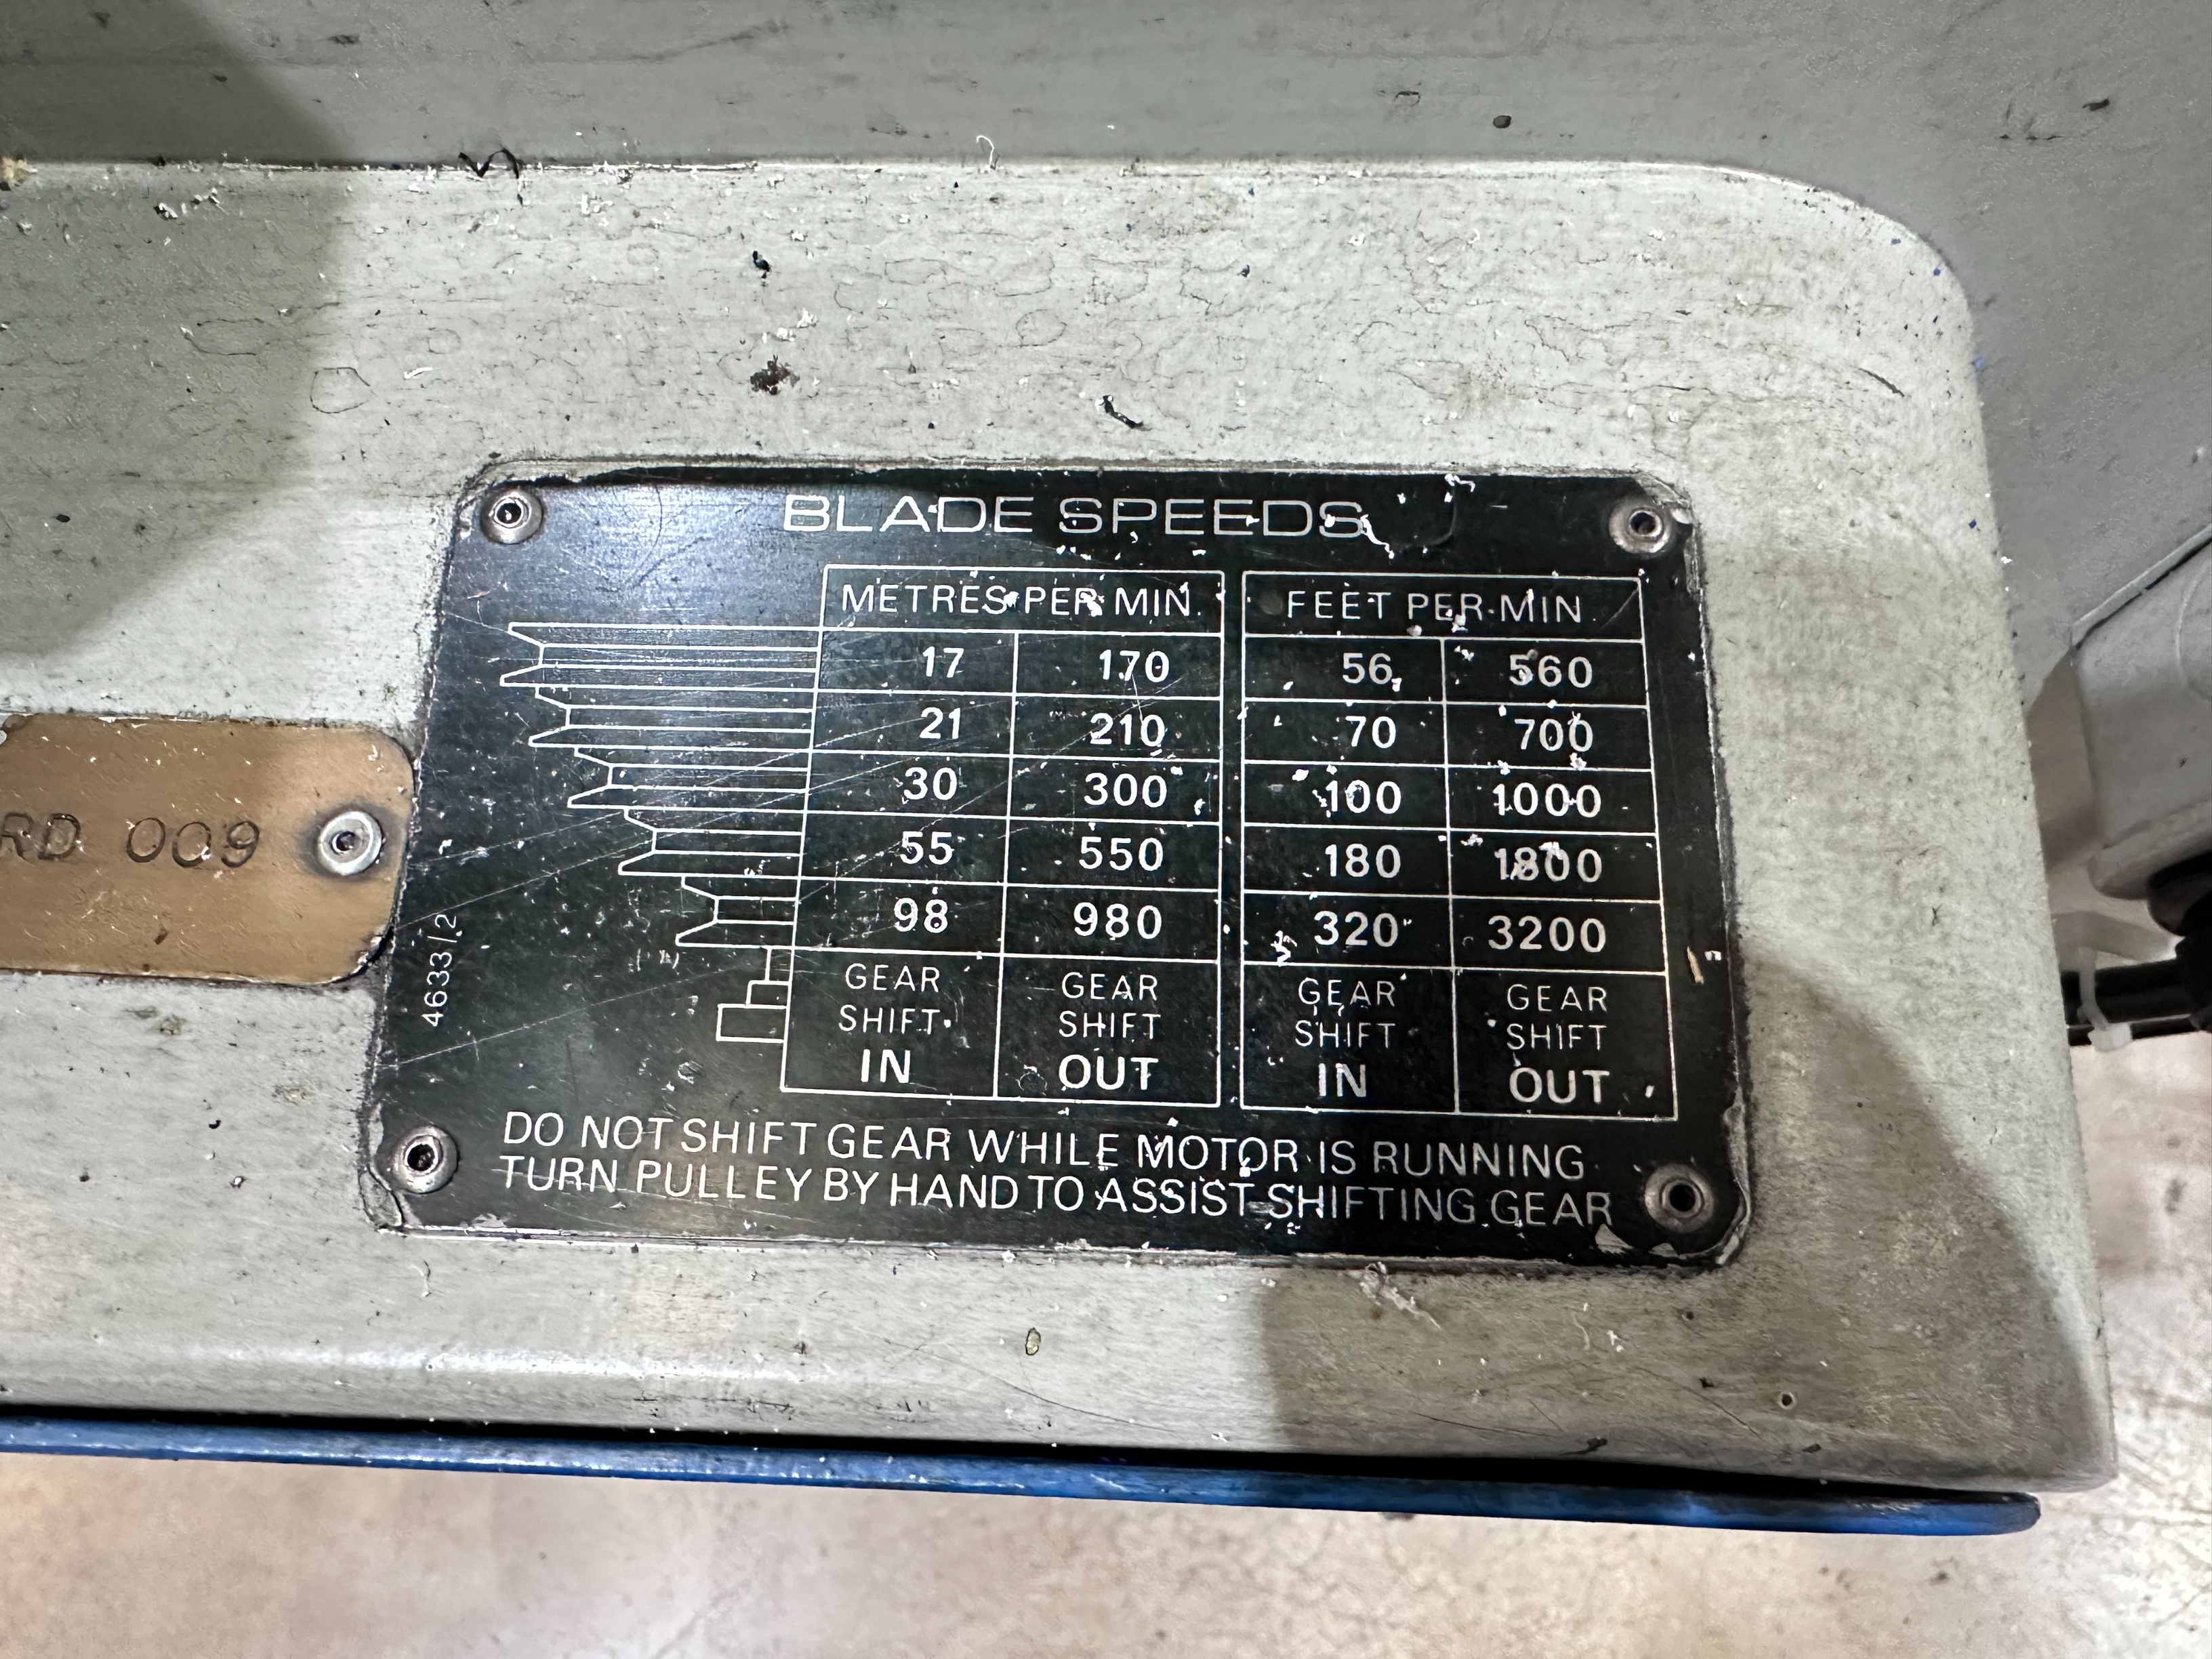 BLADE SPEEDS
METRES PER MIN. FEET PER MIN.
17 170 56 560
21 210 70 700
30 300 100 1000
55 550 180 1800
98 980 320 3200
GEAR GEAR GEAR GEAR
SHIFT SHIFT SHIFT SHIFT
IN OUT IN OUT
DO NOT SHIFT GEAR WHILE MOTOR IS RUNNING
TURN PULLEY BY HAND TO ASSIST SHIFTING GEAR
4633/2
RD 009